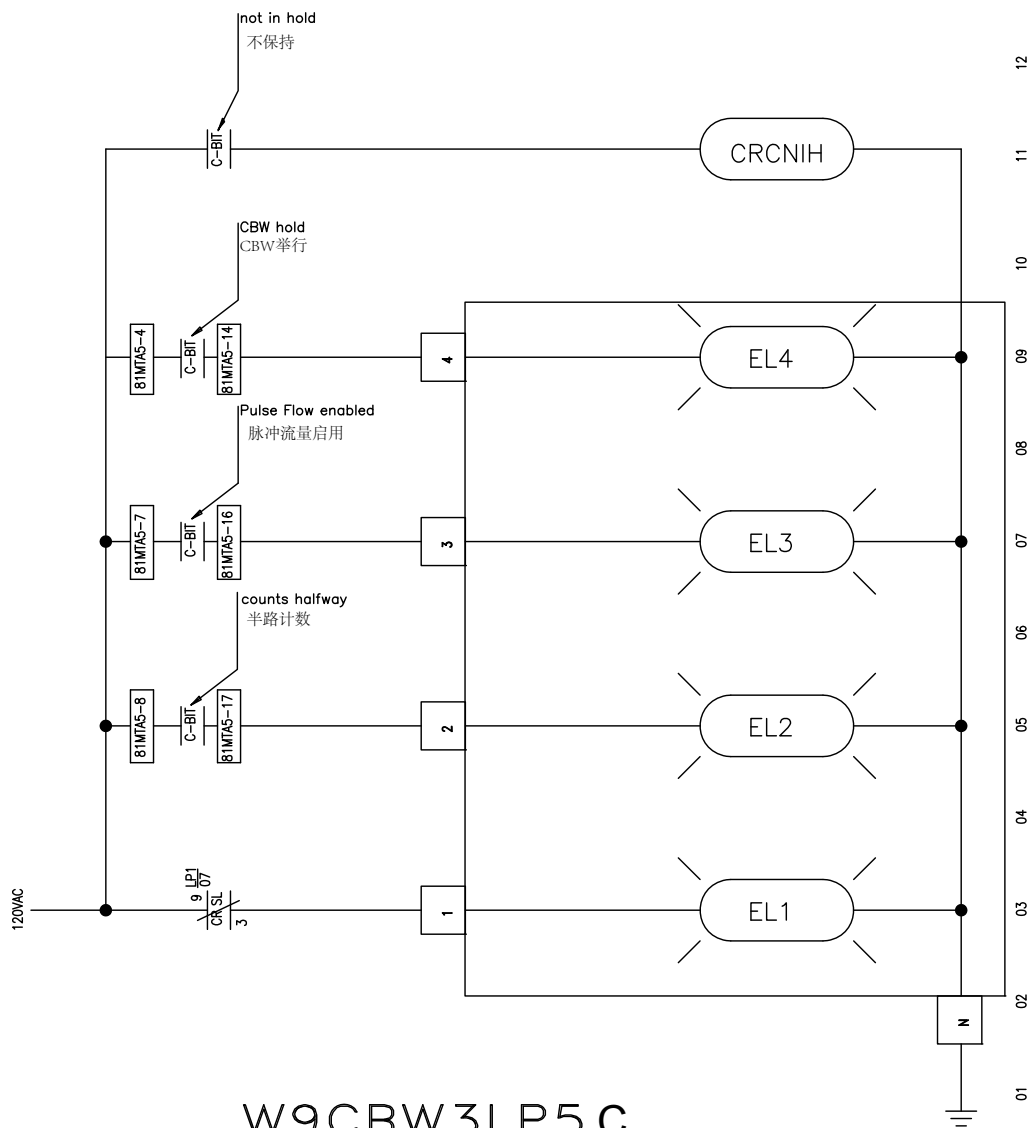 not in hold
不保持
12
C-BIT
CRCNIH
11
CBW hold
CBW举行
10
81MTA5-4
C-BIT
81MTA5-14
4
EL4
09
Pulse Flow enabled
脉冲流量启用
08
81MTA5-7
C-BIT
81MTA5-16
3
EL3
07
counts halfway
半路计数
06
81MTA5-8
C-BIT
81MTA5-17
2
EL2
05
04
120VAC
LP1
9 07
CR SL
3
1
EL1
03
02
N
01
W9CBW3LP5C